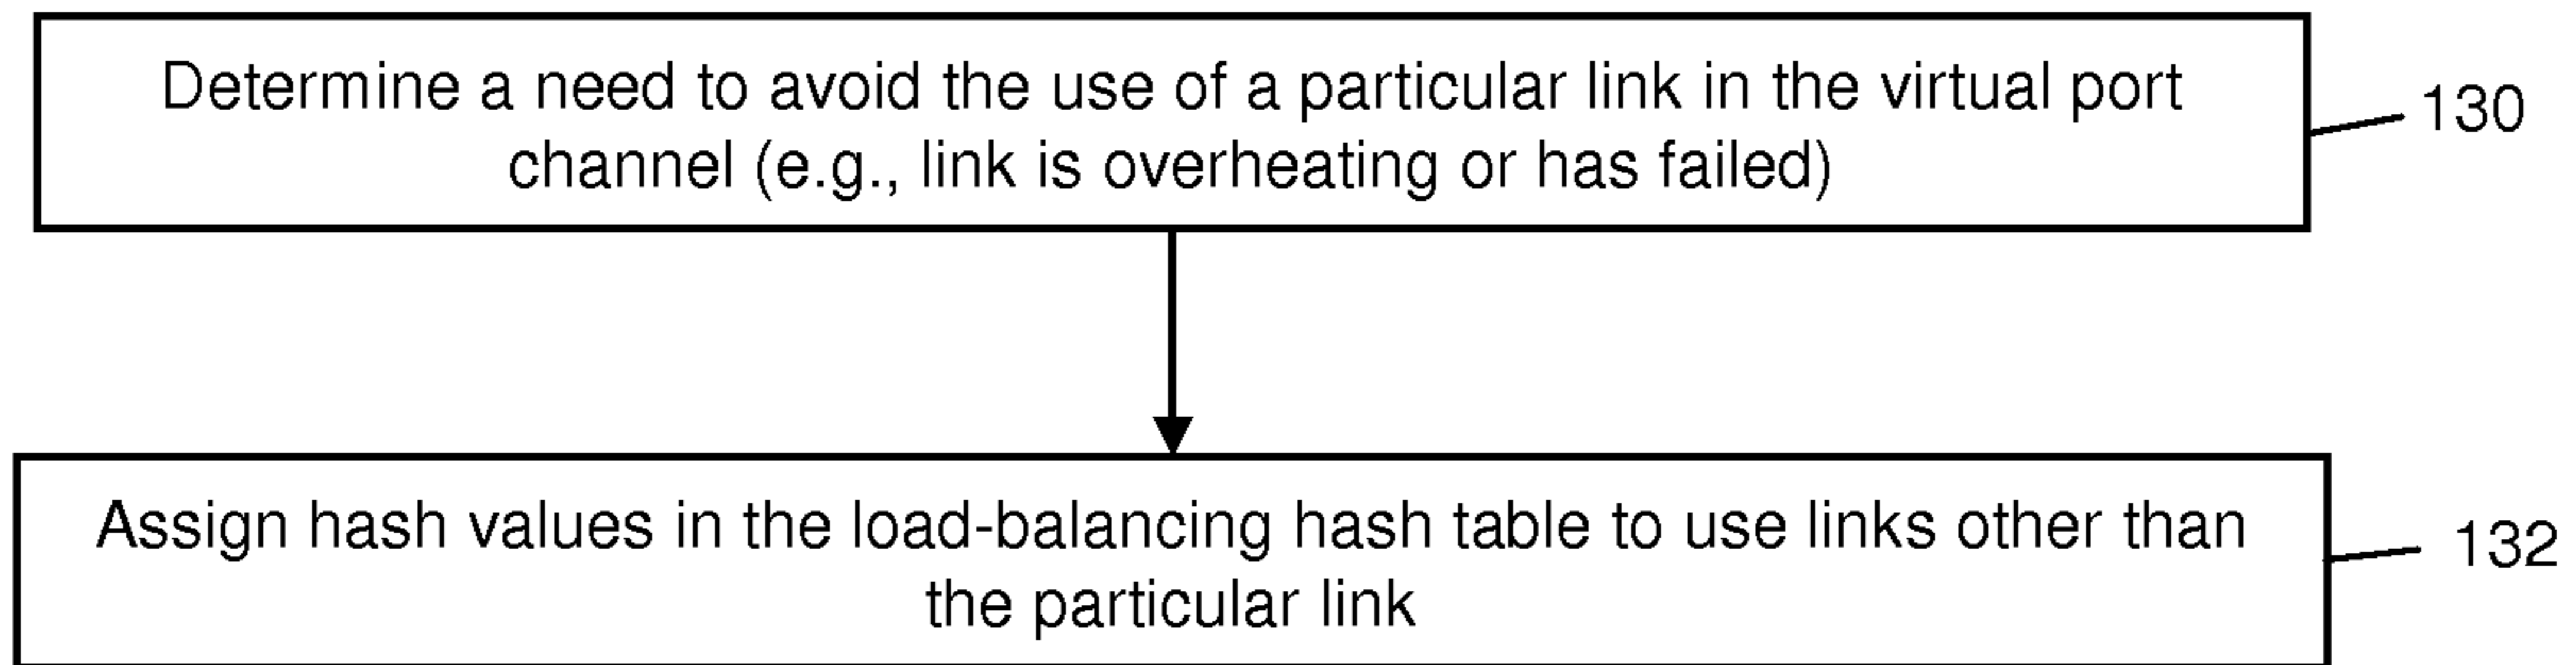 Determine a need to avoid the use of a particular link in the virtual port
channel (e.g., link is overheating or has failed)
130
Assign hash values in the load-balancing hash table to use links other than
the particular link
132